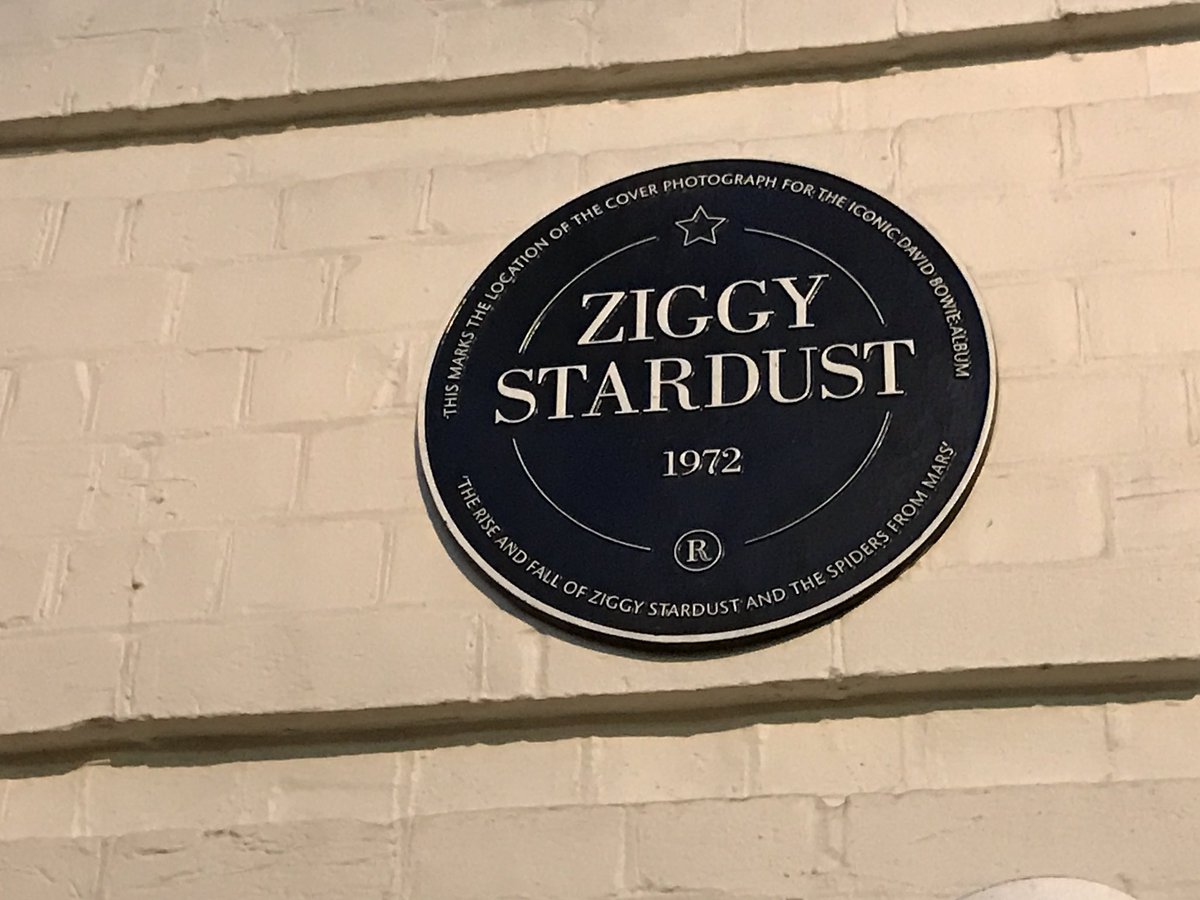 THIS MARKS THE LOCATION OF THE COVER PHOTOGRAPH FOR THE ICONIC DAVID BOWIE ALBUM
ZIGGY
STARDUST
1972
R
'THE RISE AND FALL OF ZIGGY STARDUST AND THE SPIDERS FROM MARS'